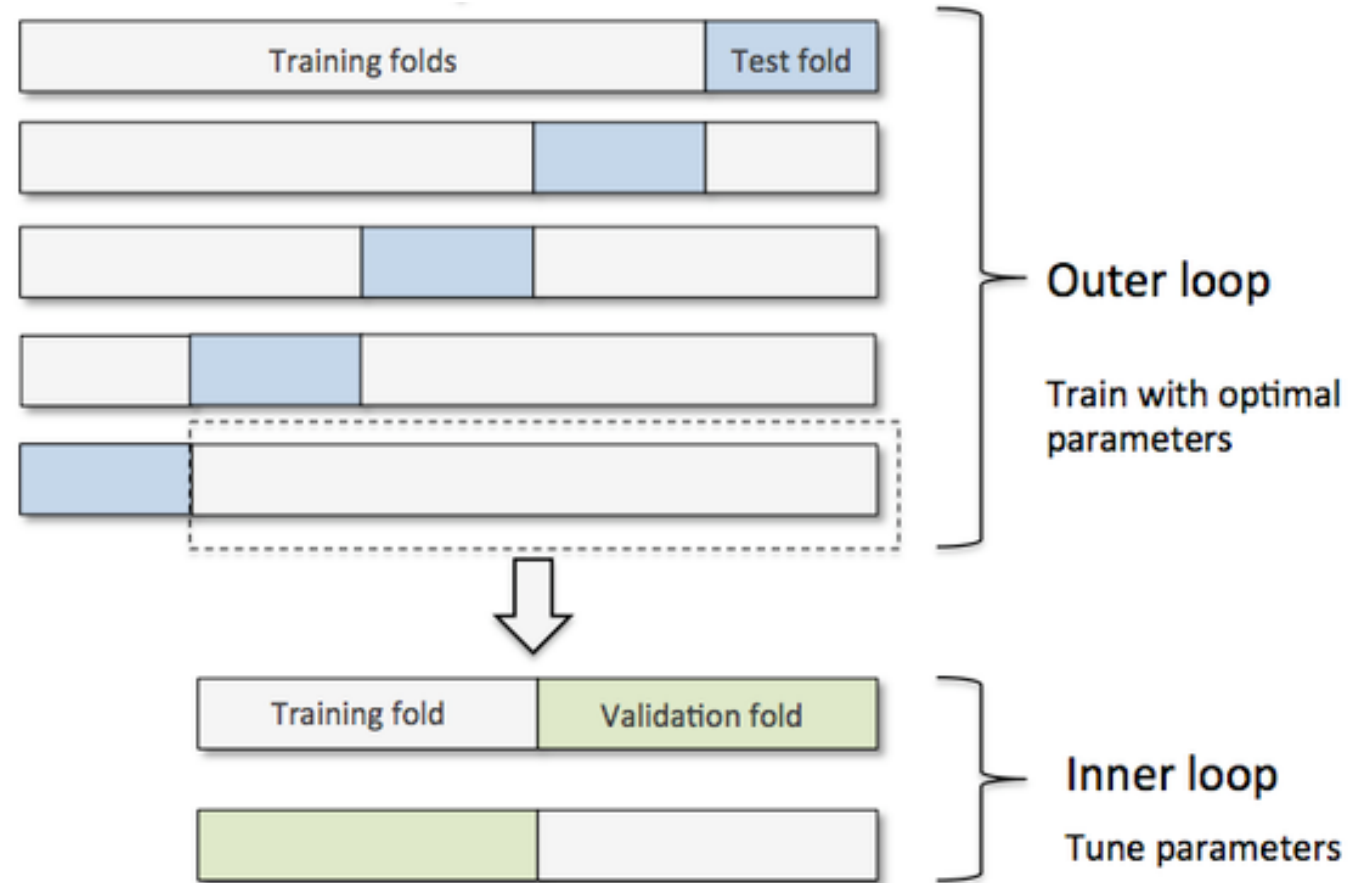 Training folds
Test fold
Outer loop
Train with optimal
parameters
Training fold
Validation fold
Inner loop
Tune parameters